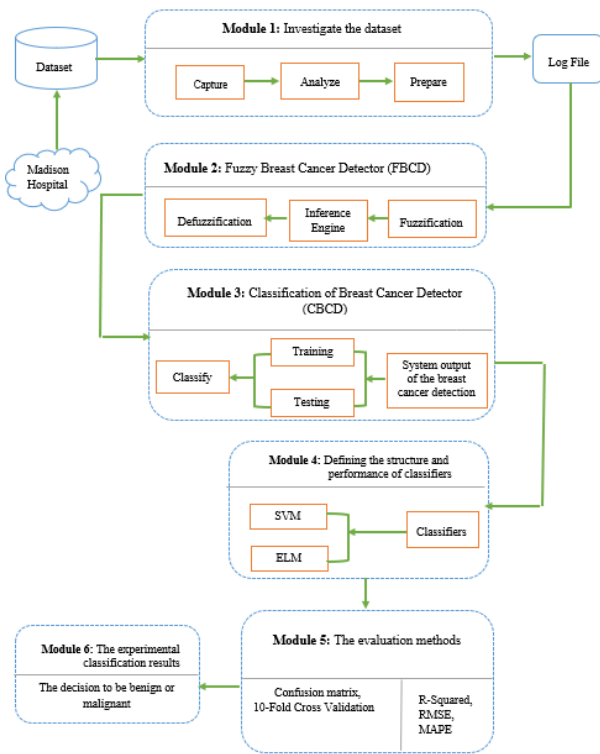 Module 1: Investigate the dataset
Dataset
Capture
Analyze
Prepare
Log File
Madison
Hospital
Module 2: Fuzzy Breast Cancer Detector (FBCD)
Defuzzification
Inference
Engine
Fuzzification
Module 3: Classification of Breast Cancer Detector
(CBCD)
Classify
Training
Testing
System output
of the breast
cancer detection
Module 4: Defining the structure and
performance of classifiers
SVM
ELM
Classifiers
Module 5: The evaluation methods
Confusion matrix,
10-Fold Cross Validation
R-Squared,
RMSE,
MAPE
Module 6: The experimental
classification results
The decision to be benign or
malignant